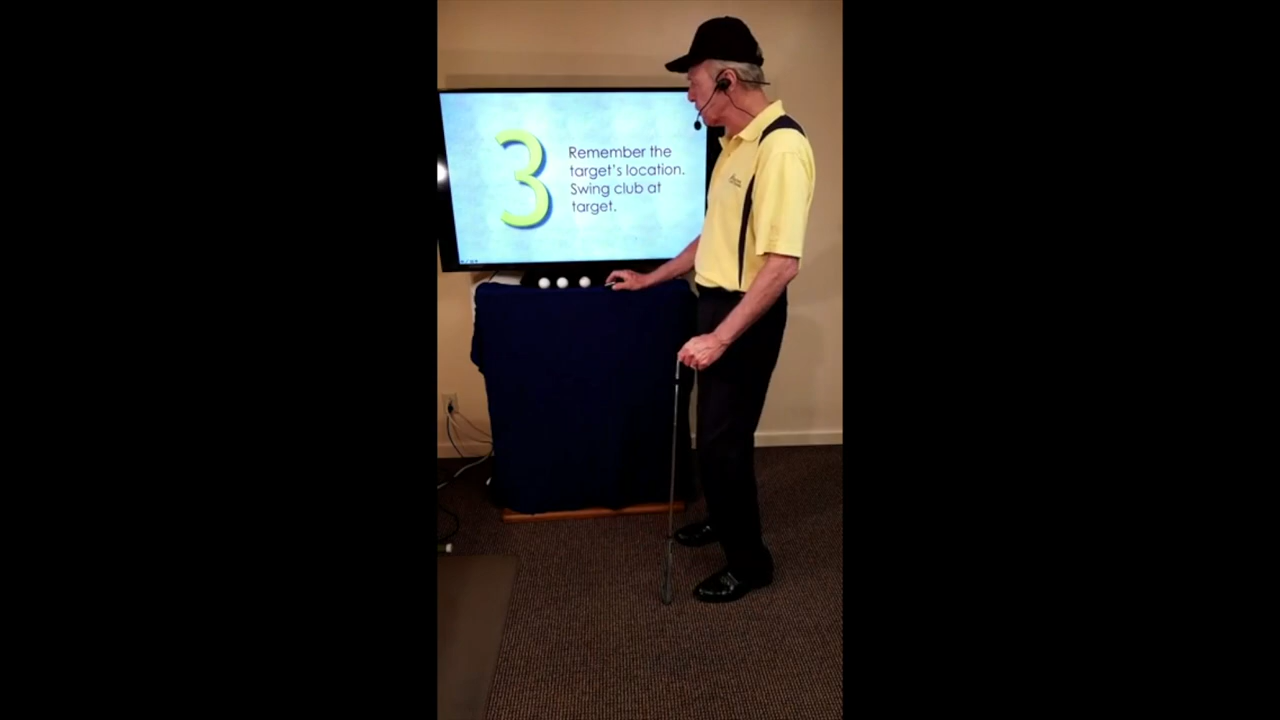 3
Remember the
target's location.
Swing club at
target.